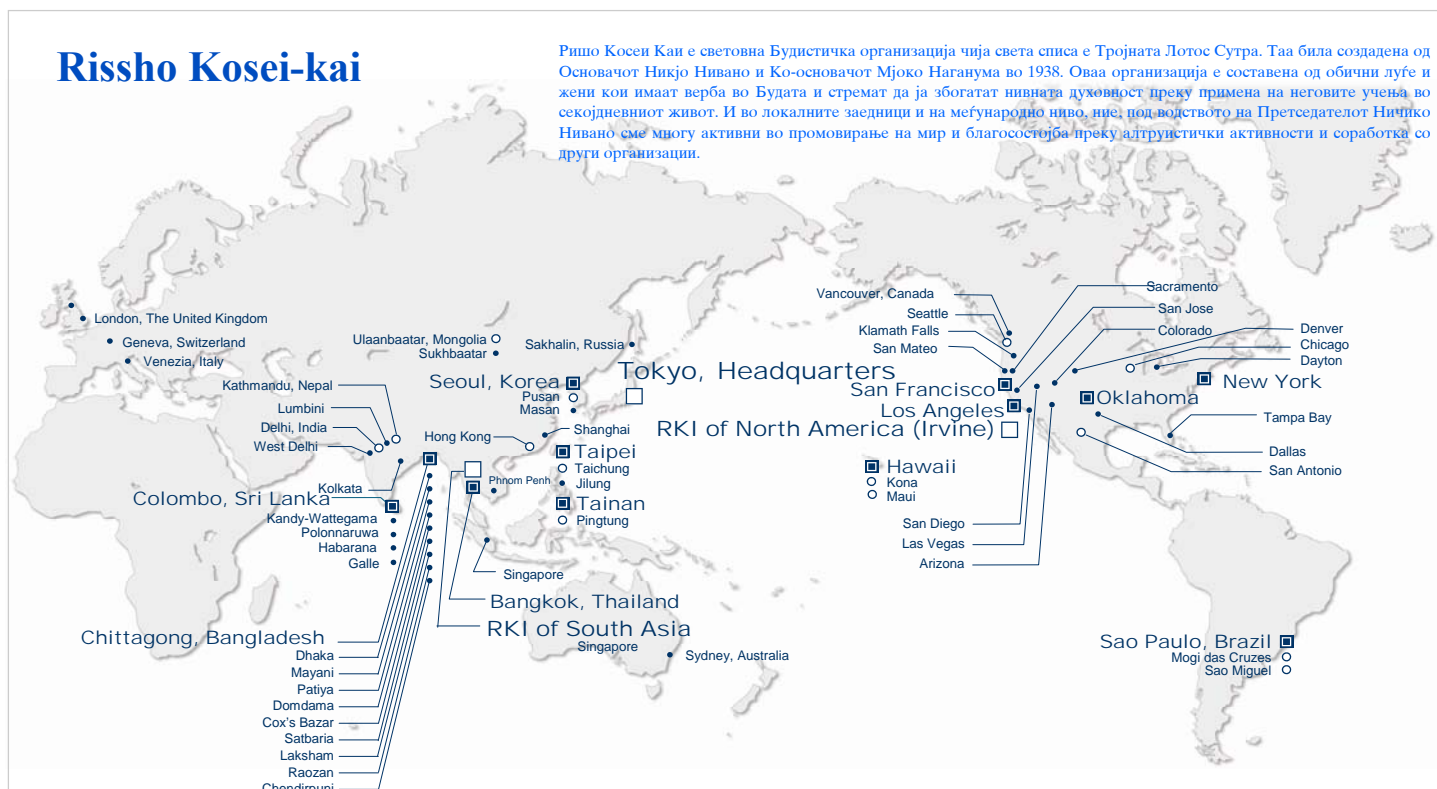 Rissho Kosei-kai
Ришо Косеи Каи е световна Будистичка организација чија света списа е Тројната Лотос Сутра. Таа била создадена од
Основачот Никјо Нивано и Ко-основачот Мјоко Наганума во 1938. Оваа организација е составена од обични луѓе и
жени кои имаат верба во Будата и стремат да ја збогатат нивната духовност преку примена на неговите учења во
секојдневниот живот. И во локалните заедници и на меѓународно ниво, ние, под водството на Претседателот Ничико
Нивано сме многу активни во промовирање на мир и благосостојба преку алтруистички активности и соработка со
други организации.
London, The United Kingdom
Geneva, Switzerland
Venezia, Italy
Ulaanbaatar, Mongolia
Sukhbaatar
Sakhalin, Russia
Kathmandu, Nepal
Lumbini
Delhi, India
West Delhi
Kolkata
Colombo, Sri Lanka
Kandy-Wattegama
Polonnaruwa
Habarana
Galle
Seoul, Korea
Pusan
Masan
Tokyo, Headquarters
Hong Kong
Shanghai
Taipei
Taichung
Jilung
Tainan
Pingtung
Phnom Penh
Singapore
Bangkok, Thailand
RKI of South Asia
Singapore
Sydney, Australia
Chittagong, Bangladesh
Dhaka
Mayani
Patiya
Domdama
Cox's Bazar
Satbaria
Laksham
Raozan
Chendirpuni
Vancouver, Canada
Seattle
Klamath Falls
San Mateo
San Francisco
Los Angeles
RKI of North America (Irvine)
Hawaii
Kona
Maui
San Diego
Las Vegas
Arizona
Sacramento
San Jose
Colorado
Denver
Chicago
Dayton
New York
Oklahoma
Tampa Bay
Dallas
San Antonio
Sao Paulo, Brazil
Mogi das Cruzes
Sao Miguel